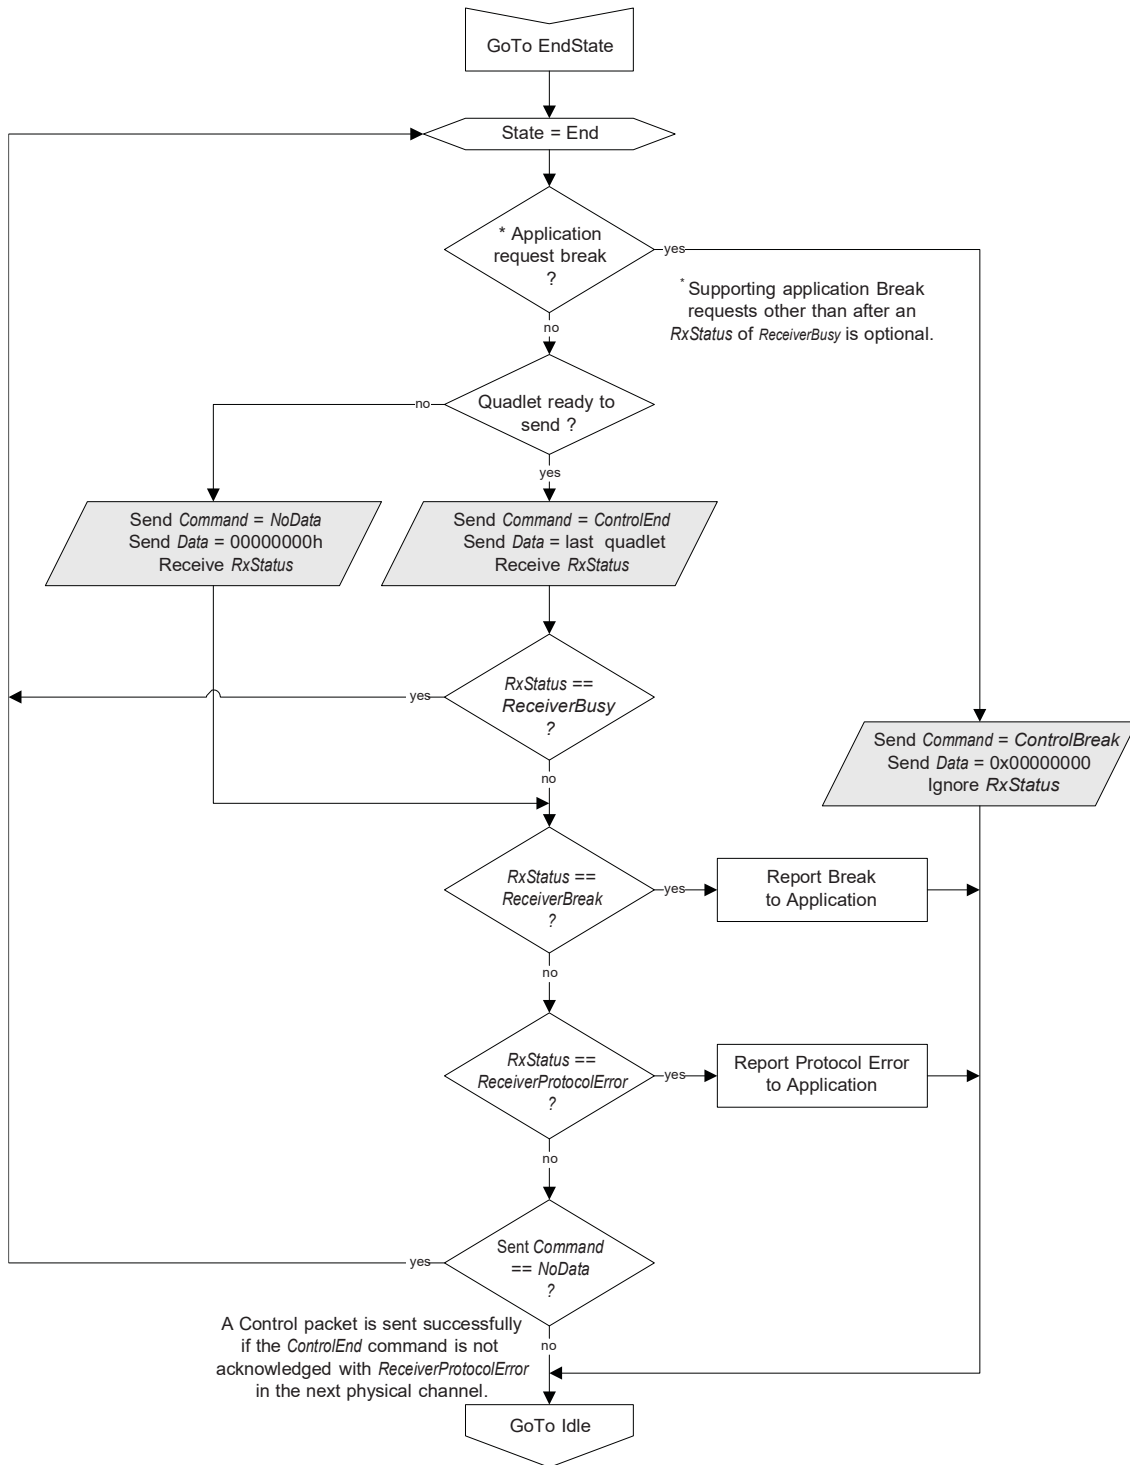 GoTo EndState
State = End
* Application
request break
?
yes
* Supporting application Break
requests other than after an
RxStatus of ReceiverBusy is optional.
no
Quadlet ready to
send ?
no
yes
Send Command = NoData
Send Data = 00000000h
Receive RxStatus
Send Command = ControlEnd
Send Data = last quadlet
Receive RxStatus
RxStatus ==
ReceiverBusy
?
yes
no
Send Command = ControlBreak
Send Data = 0x00000000
Ignore RxStatus
RxStatus ==
ReceiverBreak
?
yes
Report Break
to Application
no
RxStatus ==
ReceiverProtocolError
?
yes
Report Protocol Error
to Application
no
Sent Command
== NoData
?
yes
no
A Control packet is sent successfully
if the ControlEnd command is not
acknowledged with ReceiverProtocolError
in the next physical channel.
GoTo Idle